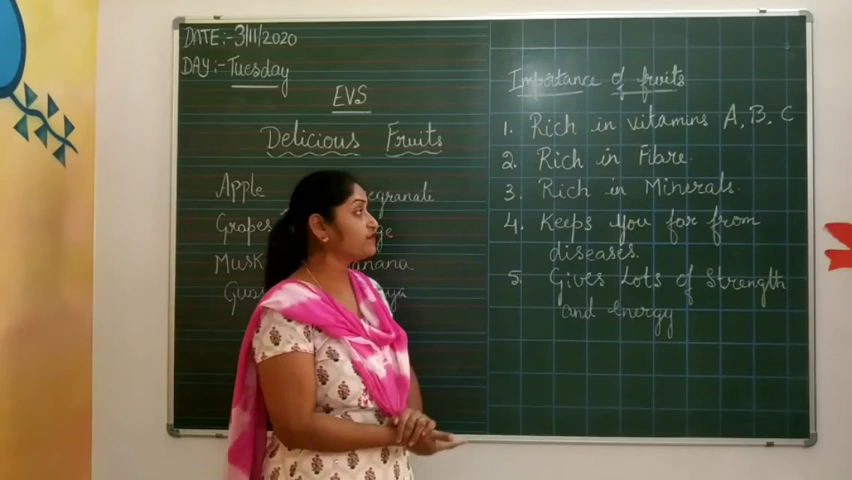 DATE:-3/11/2020
DAY:-Tuesday
EVS
Delicious Fruits
Apple
Grapes
Musk
Importance of fruits
1. Rich in vitamins A, B, C
2. Rich in Fibre.
3. Rich in Minerals.
4. Keeps you far from
diseases.
5. Gives Lots of Strength
and energy